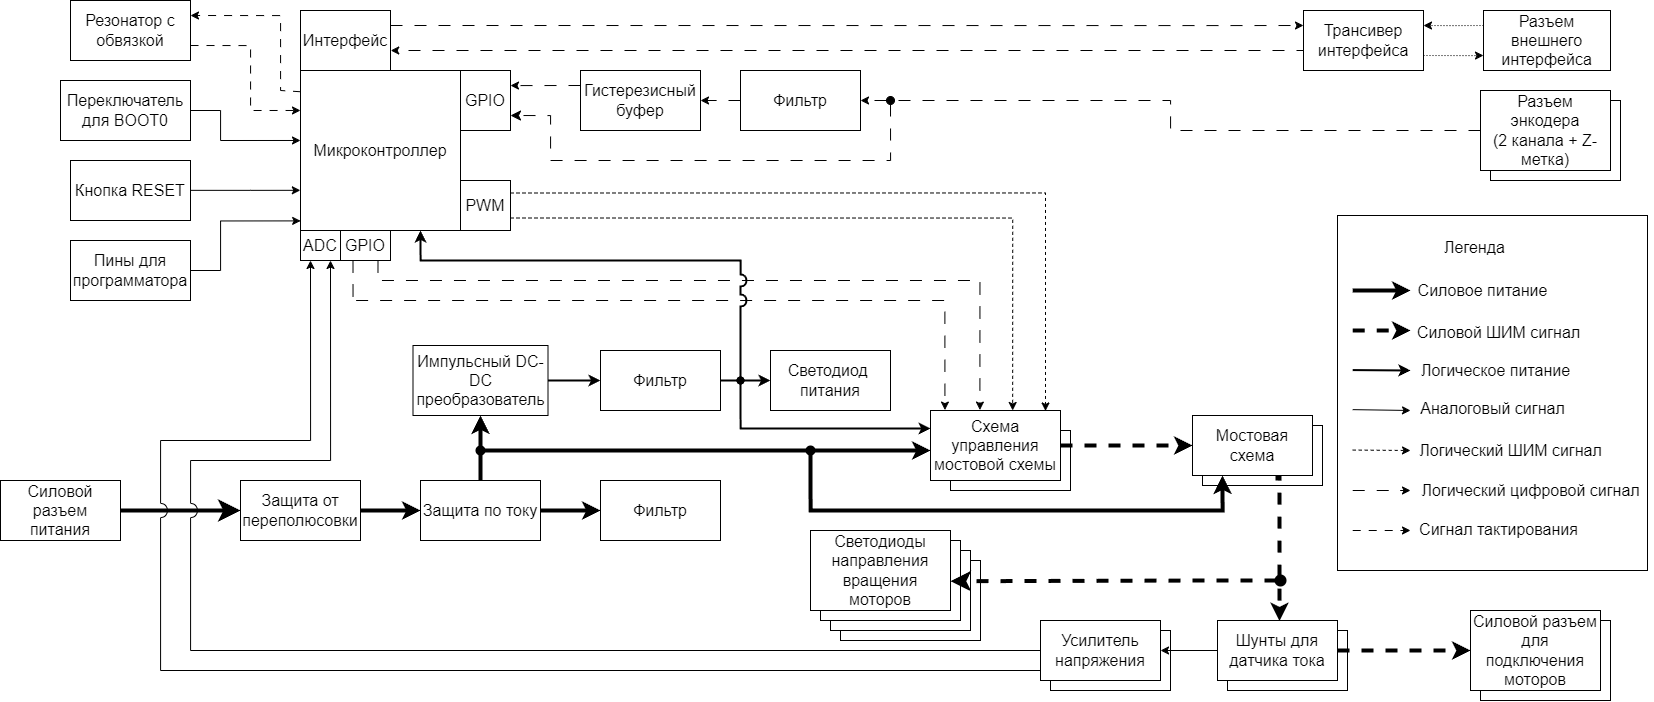 Резонатор с
обвязкой
Интерфейс
Трансивер
интерфейса
Разъем
внешнего
интерфейса
Переключатель
для BOOT0
GPIO
Гистерезисный
буфер
Фильтр
Разъем
энкодера
(2 канала + Z-
метка)
Микроконтроллер
Кнопка RESET
PWM
Пины для
программатора
ADC
GPIO
Легенда
Силовое питание
Силовой ШИМ сигнал
Логическое питание
Аналоговый сигнал
Логический ШИМ сигнал
Логический цифровой сигнал
Сигнал тактирования
Импульсный DC-
DC
преобразователь
Фильтр
Светодиод
питания
Схема
управления
мостовой схемы
Мостовая
схема
Силовой
разъем
питания
Защита от
переполюсовки
Защита по току
Фильтр
Светодиоды
направления
вращения
моторов
Усилитель
напряжения
Шунты для
датчика тока
Силовой разъем
для
подключения
моторов